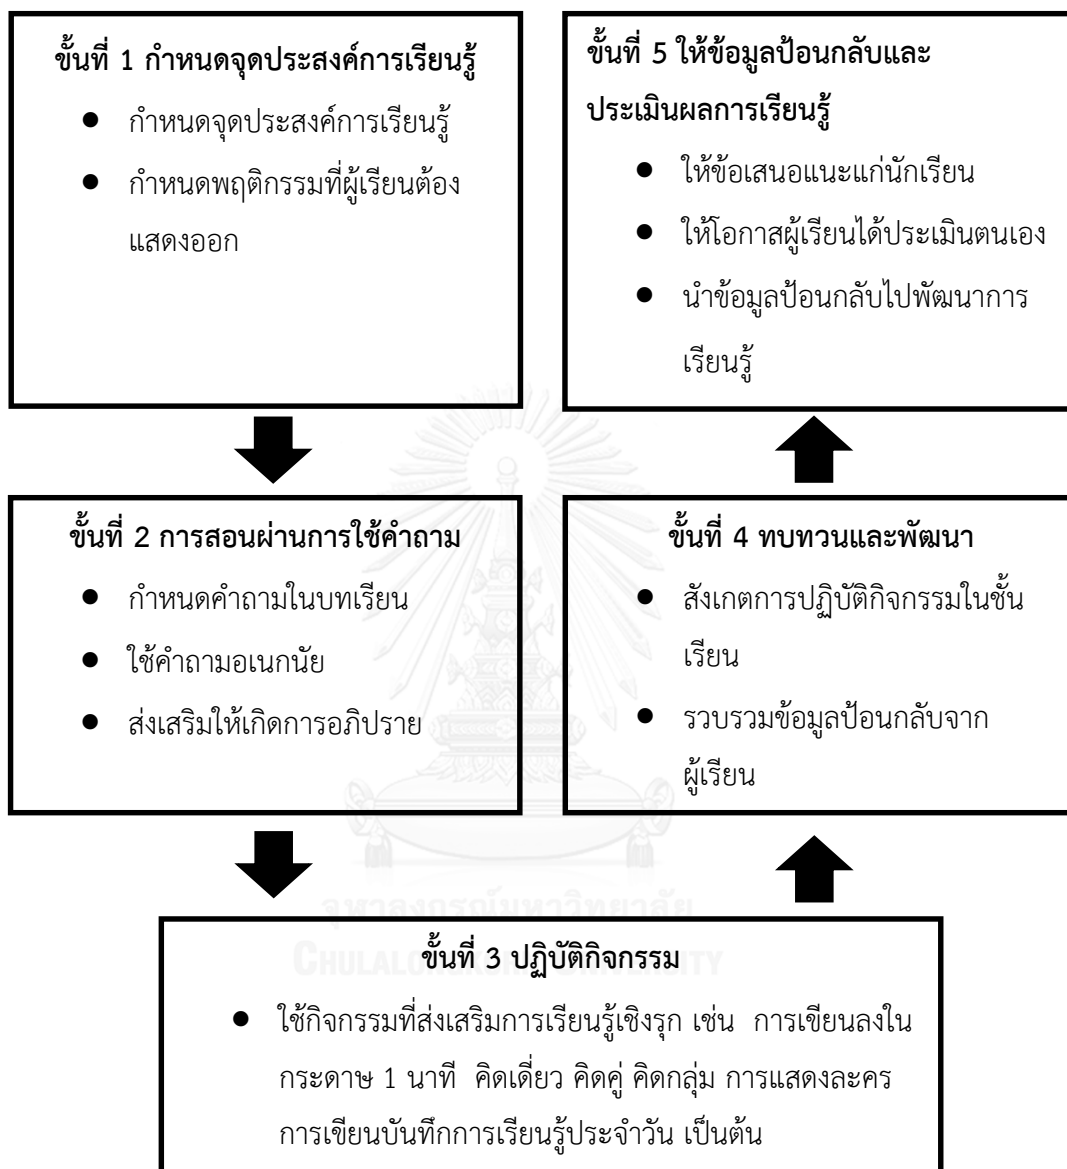 ขั้นที่ 1 กำหนดจุดประสงค์การเรียนรู้
● กำหนดจุดประสงค์การเรียนรู้
● กำหนดพฤติกรรมที่ผู้เรียนต้อง
แสดงออก
ขั้นที่ 2 การสอนผ่านการใช้คำถาม
● กำหนดคำถามในบทเรียน
● ใช้คำถามอเนกนัย
● ส่งเสริมให้เกิดการอภิปราย
ขั้นที่ 3 ปฏิบัติกิจกรรม
● ใช้กิจกรรมที่ส่งเสริมการเรียนรู้เชิงรุก เช่น การเขียนลงใน
กระดาษ 1 นาที คิดเดี่ยว คิดคู่ คิดกลุ่ม การแสดงละคร
การเขียนบันทึกการเรียนรู้ประจำวัน เป็นต้น
ขั้นที่ 4 ทบทวนและพัฒนา
● สังเกตการปฏิบัติกิจกรรมในชั้น
เรียน
● รวบรวมข้อมูลป้อนกลับจาก
ผู้เรียน
ขั้นที่ 5 ให้ข้อมูลป้อนกลับและ
ประเมินผลการเรียนรู้
● ให้ข้อเสนอแนะแก่นักเรียน
● ให้โอกาสผู้เรียนได้ประเมินตนเอง
● นำข้อมูลป้อนกลับไปพัฒนาการ
เรียนรู้
จุฬาลงกรณ์มหาวิทยาลัย
CHULALONGKORN UNIVERSITY